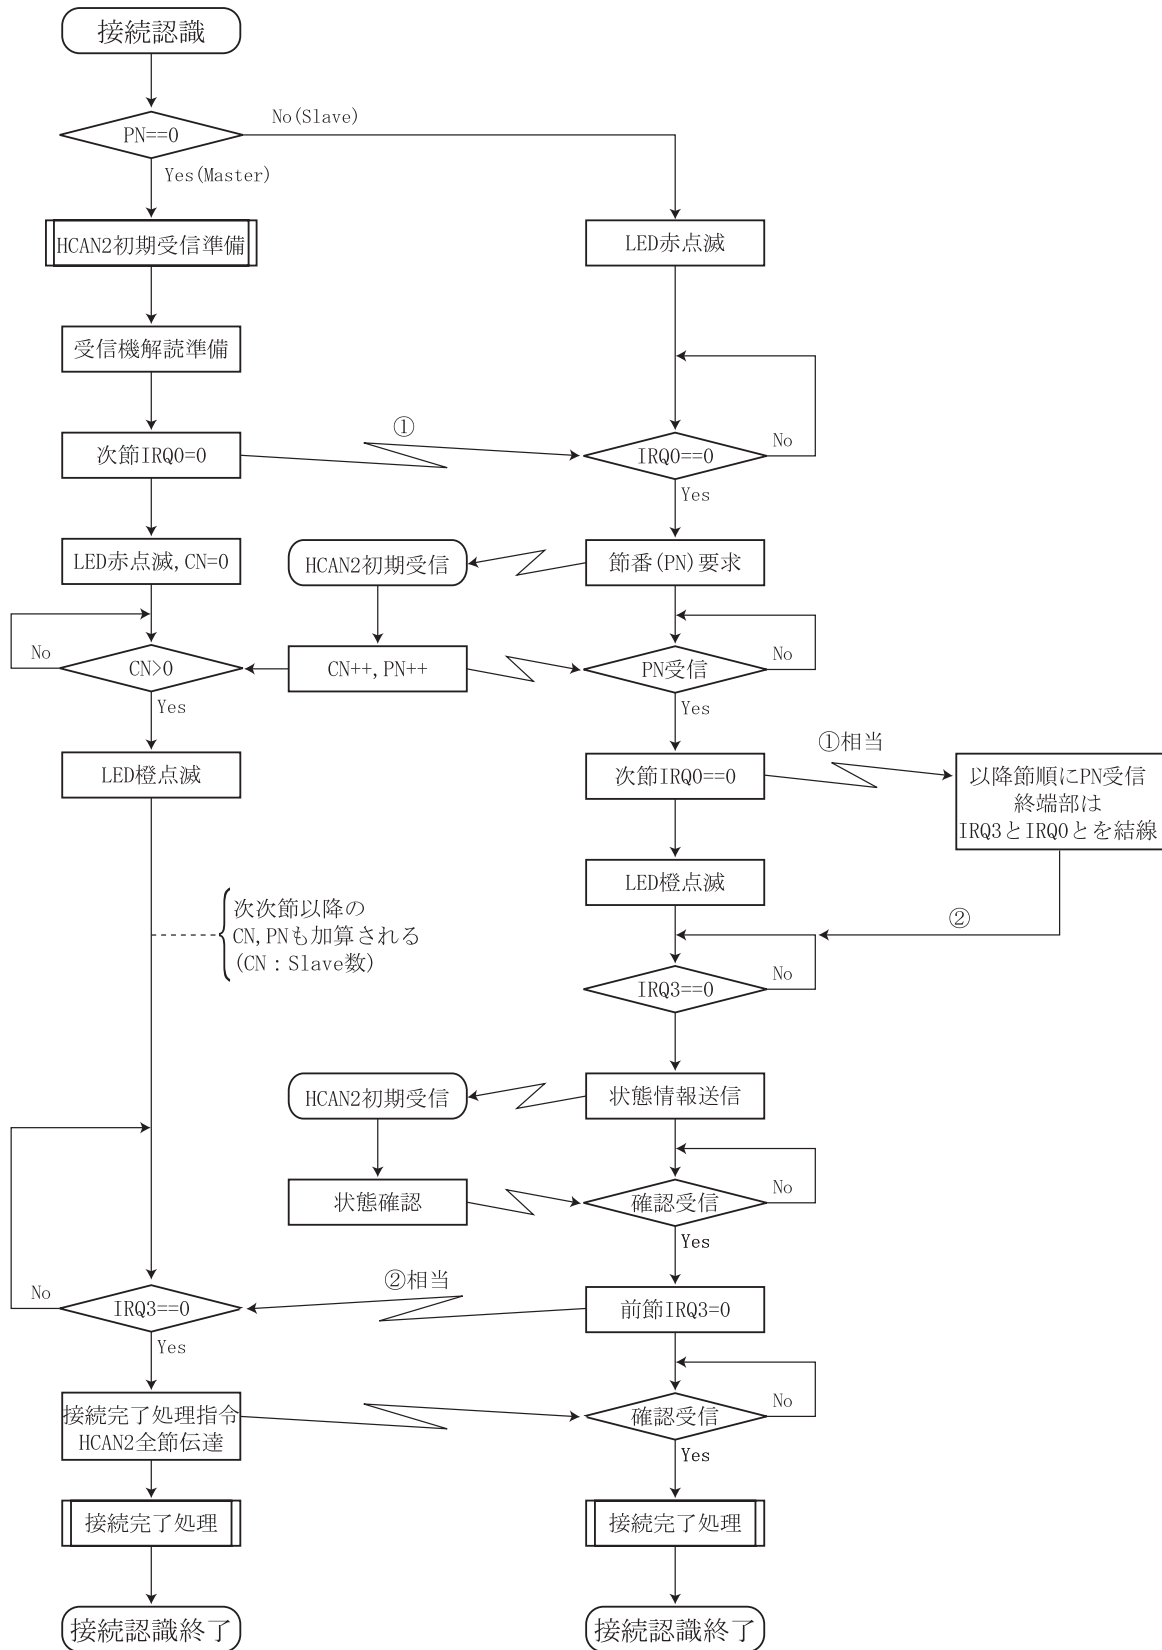 接続認識
PN==0
No(Slave)
Yes(Master)
HCAN2初期受信準備
LED赤点滅
受信機解読準備
①
次節IRQ0=0
IRQ0==0
No
Yes
LED赤点滅,CN=0
HCAN2初期受信
節番(PN)要求
No
CN>0
CN++,PN++
PN受信
No
Yes
Yes
LED橙点滅
次節IRQ0==0
①相当
以降節順にPN受信
終端部は
IRQ3とIRQ0とを結線
LED橙点滅
次次節以降の
CN,PNも加算される
(CN：Slave数)
②
IRQ3==0
No
HCAN2初期受信
状態情報送信
状態確認
確認受信
No
Yes
No
IRQ3==0
②相当
前節IRQ3=0
Yes
接続完了処理指令
HCAN2全節伝達
確認受信
No
Yes
接続完了処理
接続完了処理
接続認識終了
接続認識終了